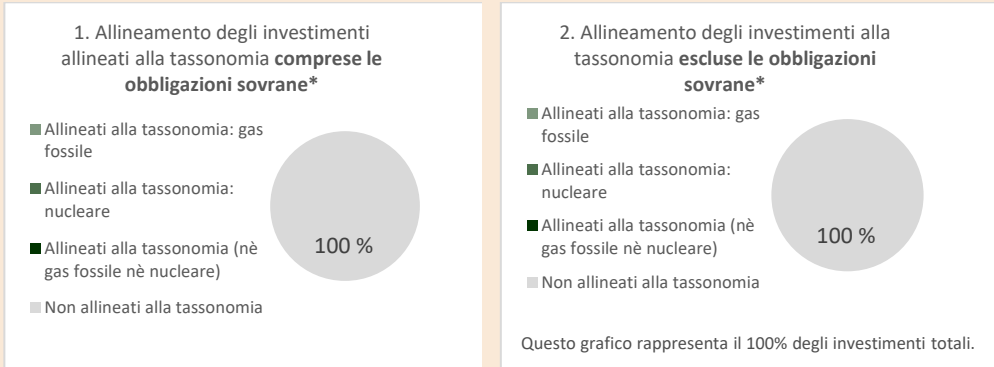 1. Allineamento degli investimenti
allineati alla tassonomia comprese le
obbligazioni sovrane*
Allineati alla tassonomia: gas
fossile
Allineati alla tassonomia:
nucleare
Allineati alla tassonomia (nè
gas fossile nè nucleare)
Non allineati alla tassonomia
100 %
2. Allineamento degli investimenti alla
tassonomia escluse le obbligazioni
sovrane*
Allineati alla tassonomia: gas
fossile
Allineati alla tassonomia:
nucleare
Allineati alla tassonomia (nè
gas fossile nè nucleare)
Non allineati alla tassonomia
100 %
Questo grafico rappresenta il 100% degli investimenti totali.